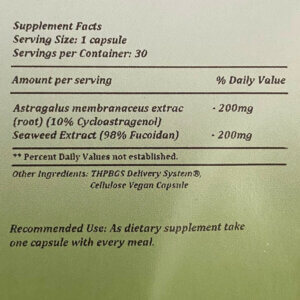 Supplement Facts
Serving Size: 1 capsule
Servings per Container: 30
Amount per serving % Daily Value
Astragalus membranaceus extrac - 200mg
(root) (10% Cycloastragenol)
Seaweed Extract (98% Fucoidan) - 200mg
** Percent Daily Values not established.
Other Ingredients: THPBGS Delivery System®,
Cellulose Vegan Capsule
Recommended Use: As dietary supplement take
one capsule with every meal.